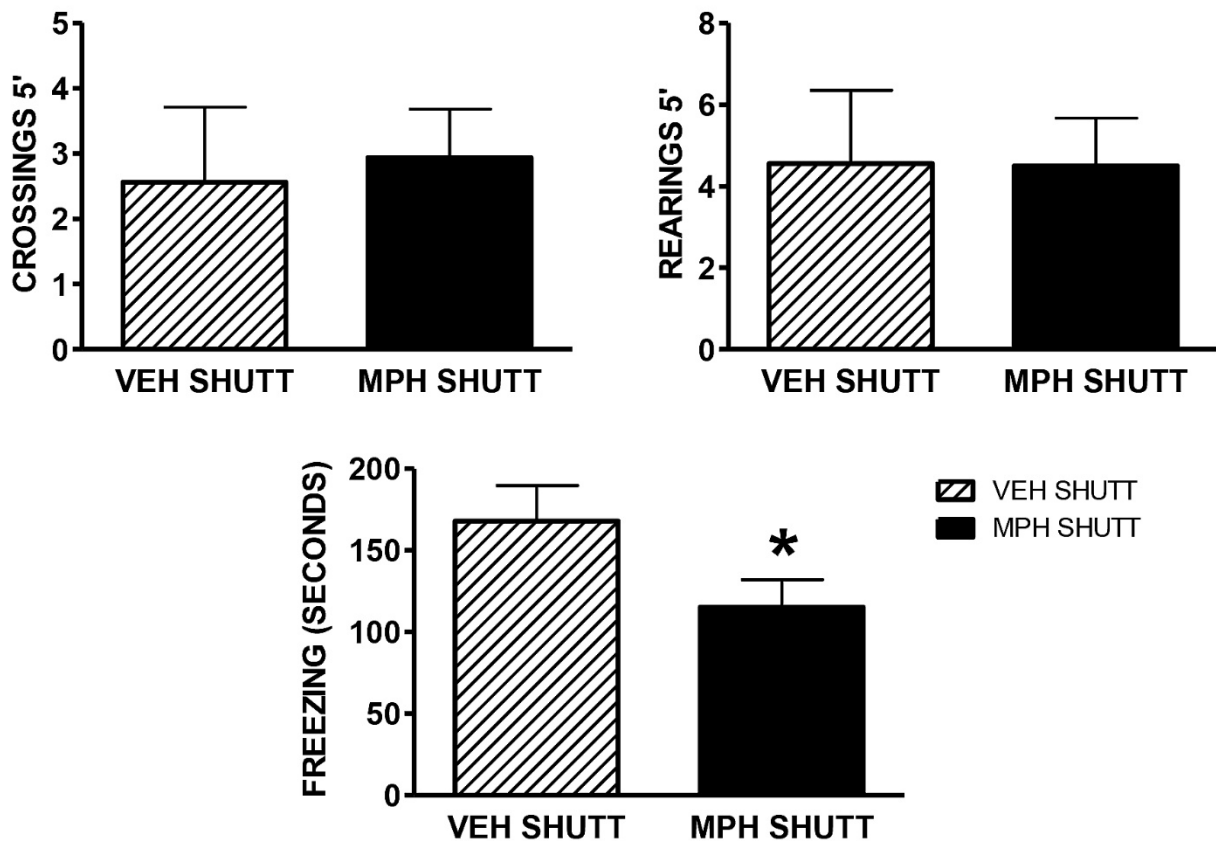 CROSSINGS 5'
5
4
3
2
1
0
VEH SHUTT
MPH SHUTT
REARINGS 5'
8
6
4
2
0
VEH SHUTT
MPH SHUTT
FREEZING (SECONDS)
200
150
100
50
0
*
VEH SHUTT
MPH SHUTT
VEH SHUTT
MPH SHUTT